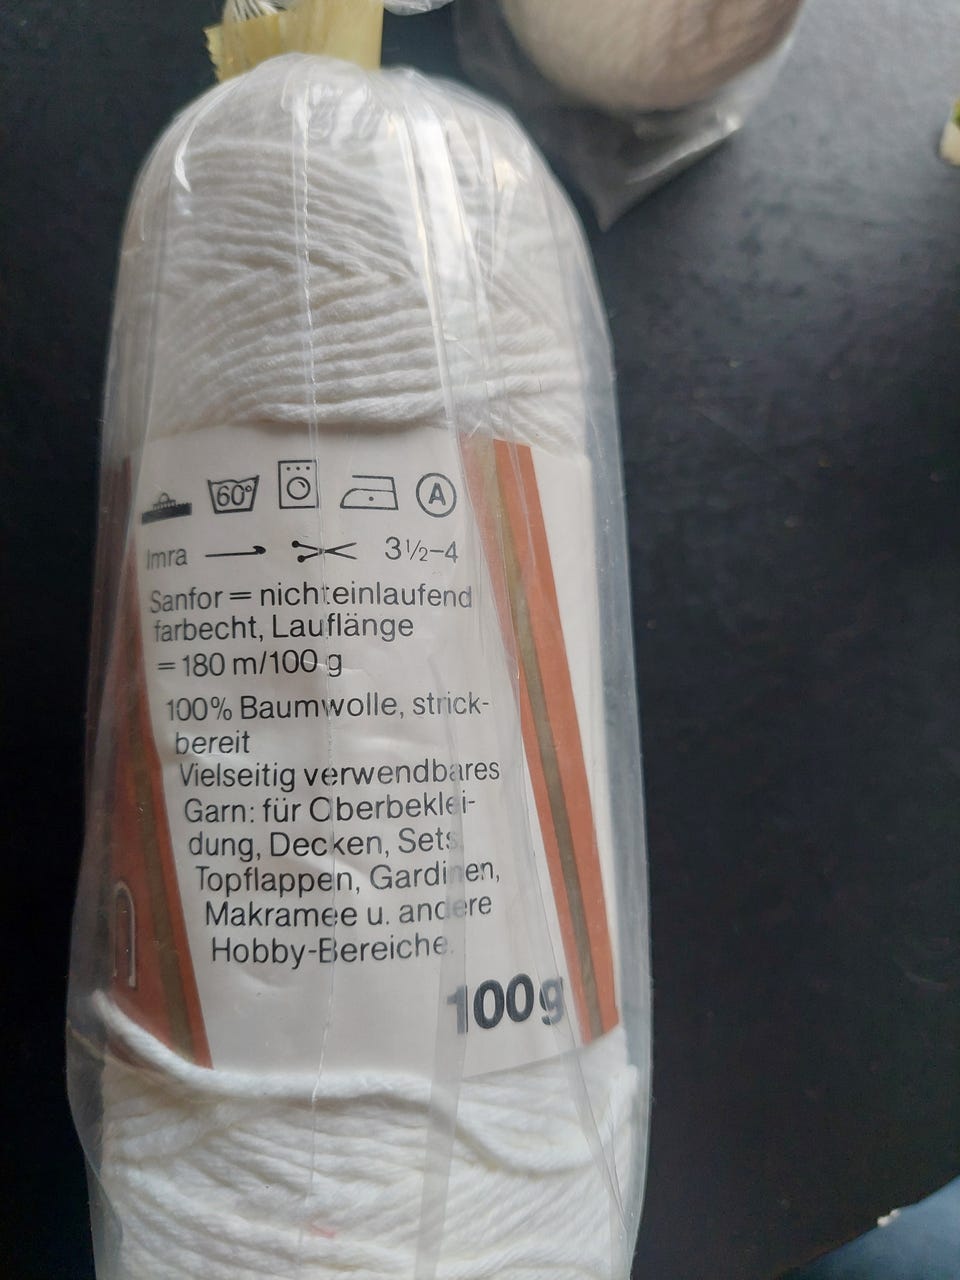 60°
A
Imra 3½–4
Sanfor = nichteinlaufend
farbecht, Lauflänge
= 180 m/100 g
100% Baumwolle, strick-
bereit
Vielseitig verwendbares
Garn: für Oberbeklei-
dung, Decken, Sets,
Topflappen, Gardinen,
Makramee u. andere
Hobby-Bereiche.
100g